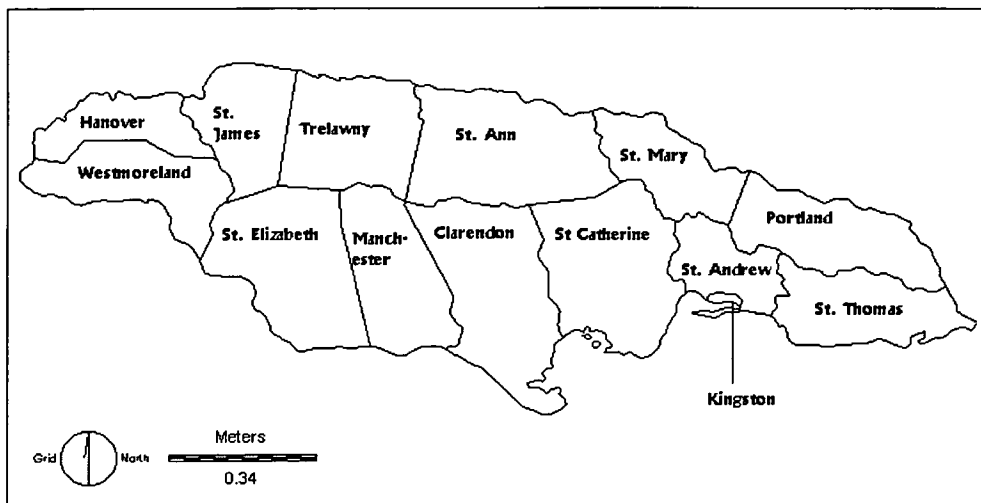 Hanover
St.
James
Trelawny
St. Ann
St. Mary
Westmoreland
Portland
St. Elizabeth
Manch-
ester
Clarendon
St Catherine
St. Andrew
St. Thomas
Kingston
Grid
North
Meters
0.34